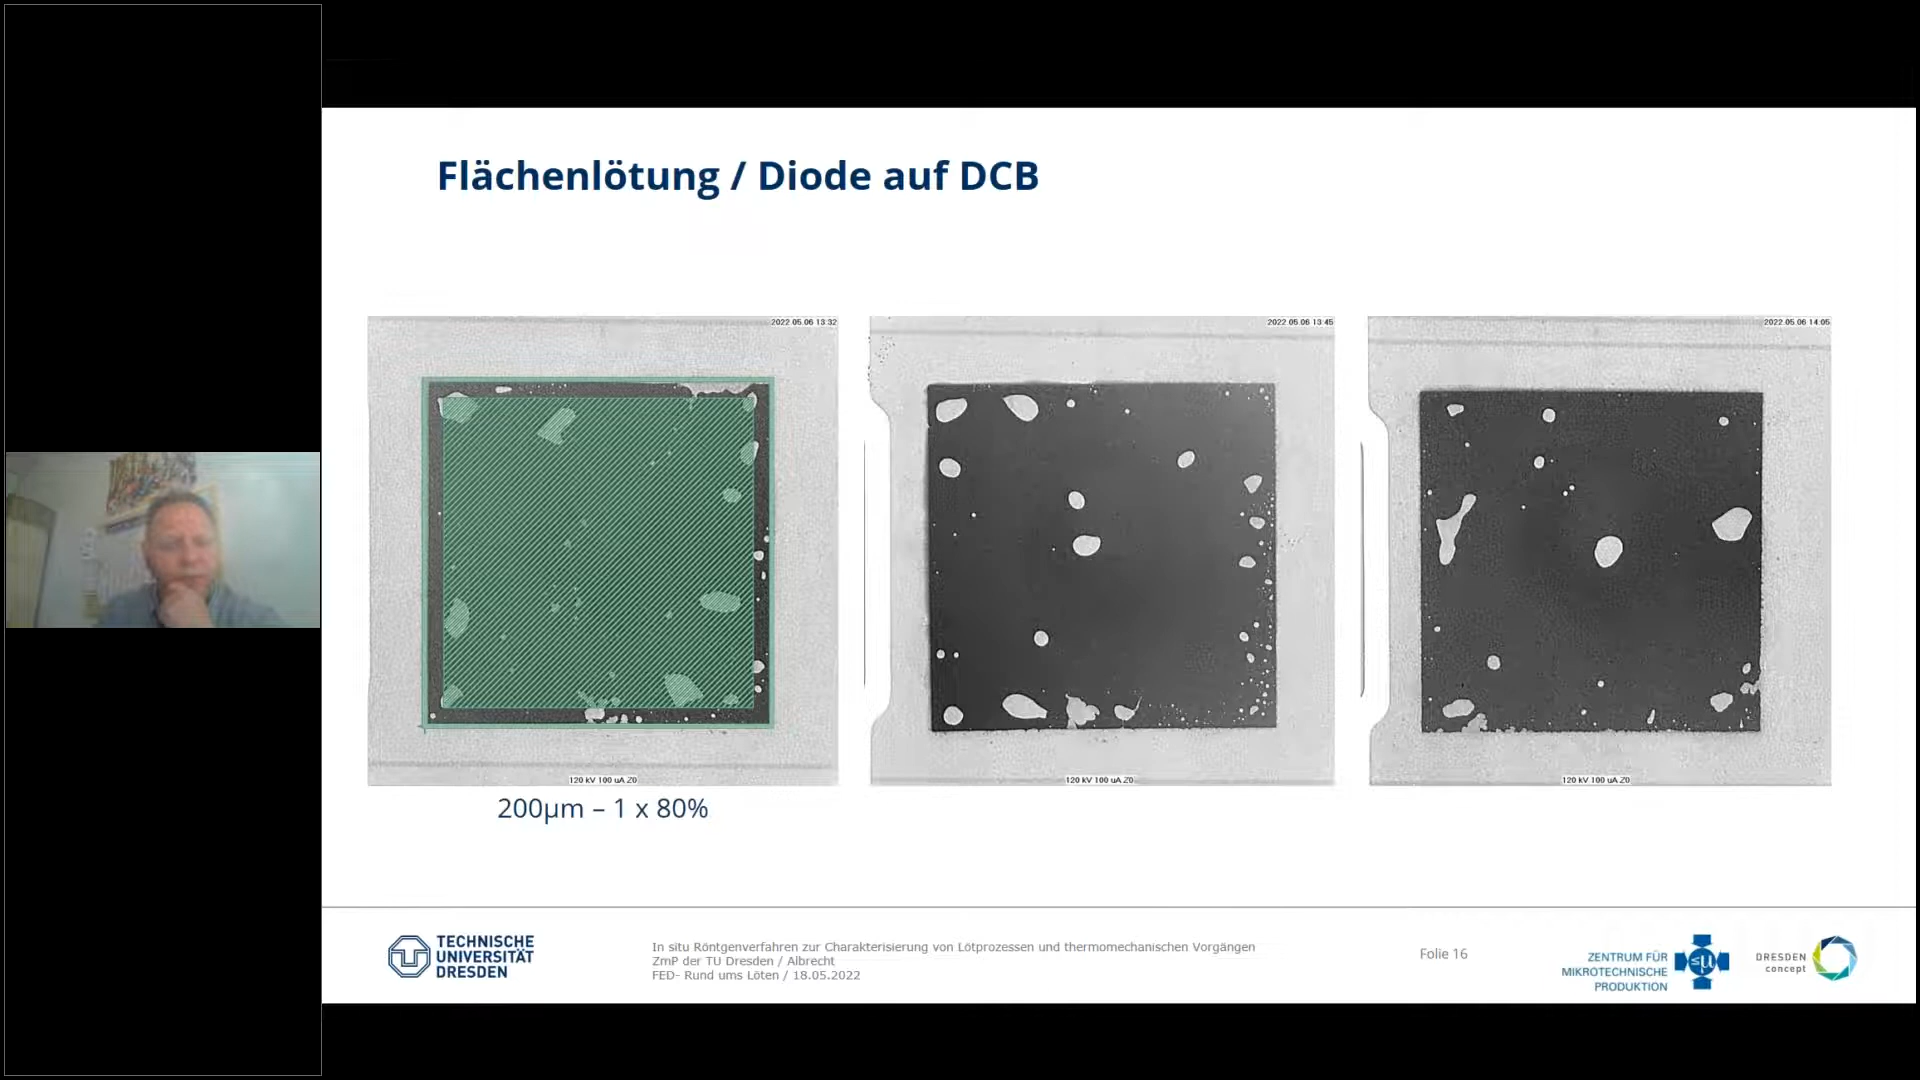 Flächenlötung / Diode auf DCB
2022 05 06 13:32
2022 05 06 13:45
2022 05 06 14:05
120 kV 100 uA Z0
120 kV 100 uA Z0
120 kV 100 uA Z0
200µm – 1 x 80%
TECHNISCHE
UNIVERSITÄT
DRESDEN
In situ Röntgenverfahren zur Charakterisierung von Lötprozessen und thermomechanischen Vorgängen
ZmP der TU Dresden / Albrecht
FED- Rund ums Löten / 18.05.2022
Folie 16
ZENTRUM FÜR
MIKROTECHNISCHE
PRODUKTION
sµ
DRESDEN
concept